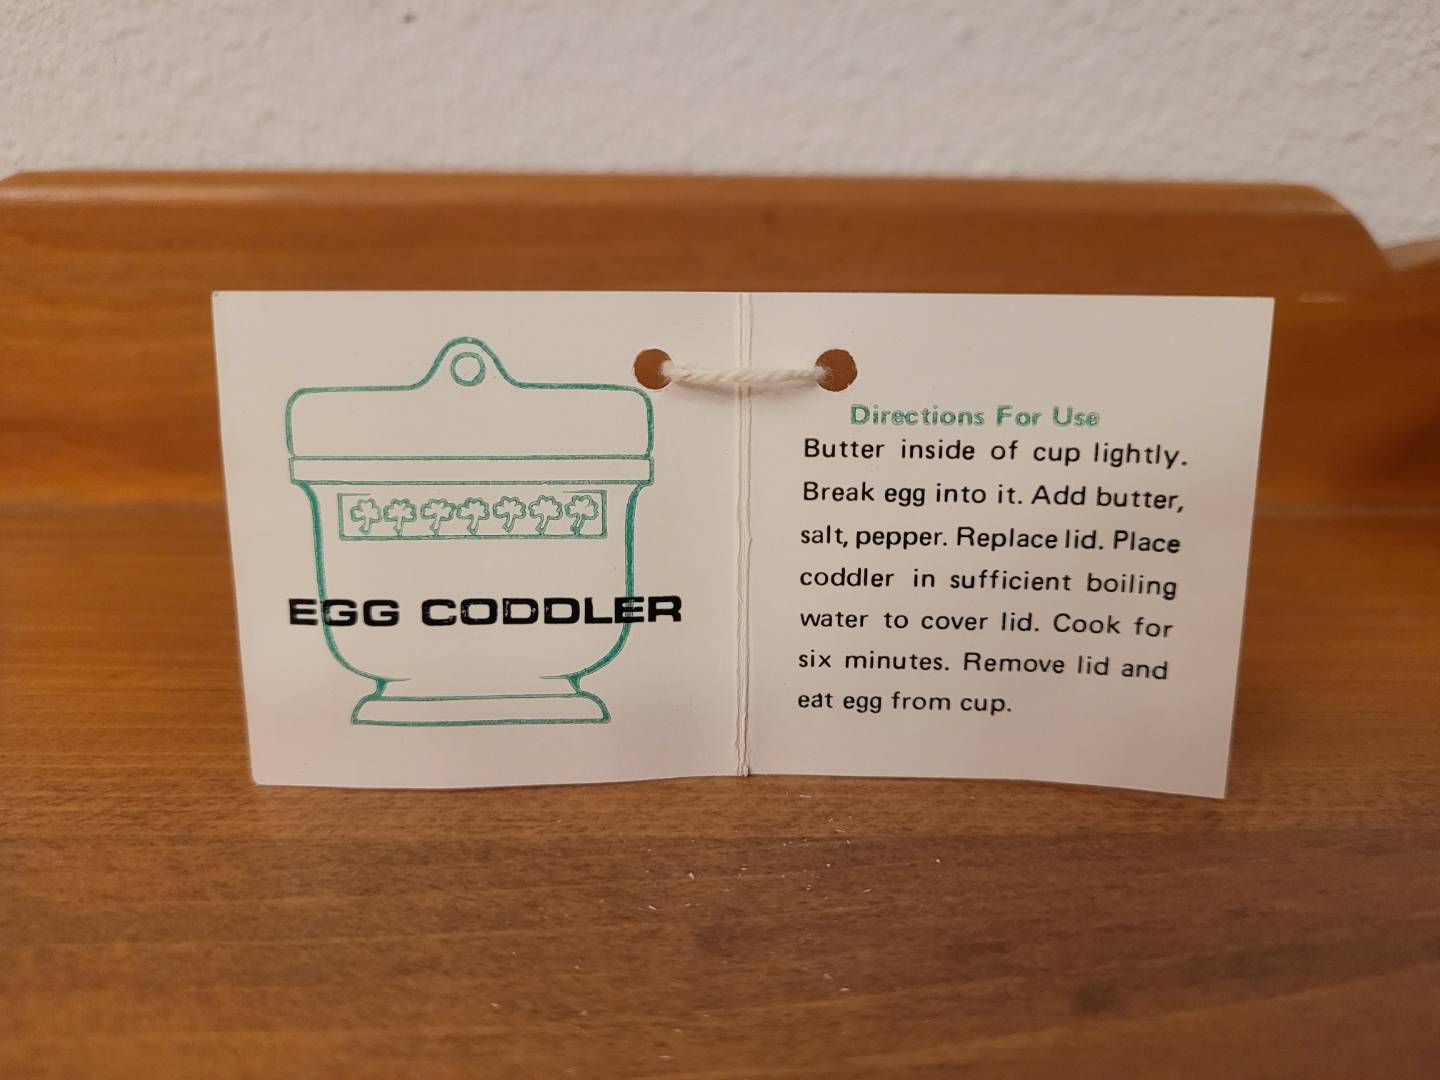 EGG CODDLER
Directions For Use
Butter inside of cup lightly.
Break egg into it. Add butter,
salt, pepper. Replace lid. Place
coddler in sufficient boiling
water to cover lid. Cook for
six minutes. Remove lid and
eat egg from cup.